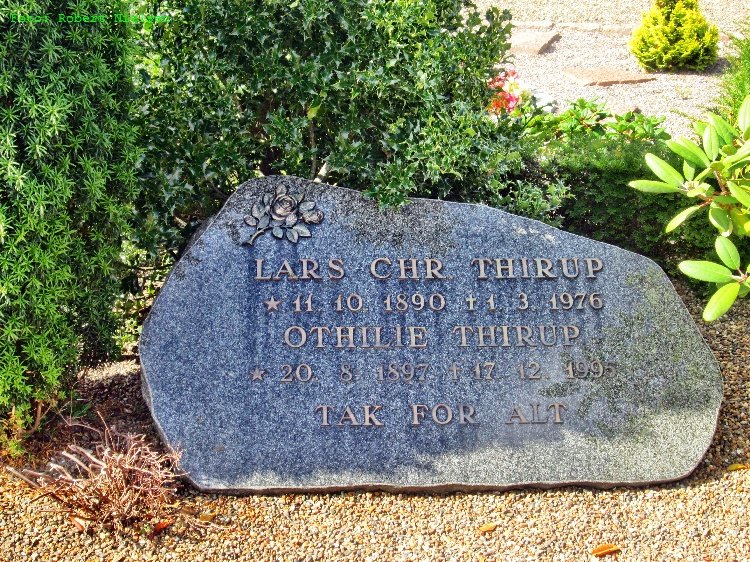 LARS CHR THIRUP
★ 11. 10. 1890 † 1. 3. 1976
OTHILIE THIRUP
★ 20. 8. 1897 † 17. 12. 1995
TAK FOR ALT